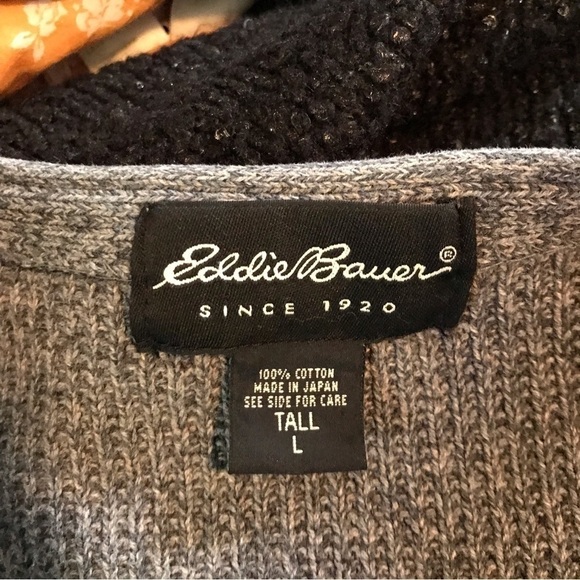 Eddie Bauer®
SINCE 1920
100% COTTON
MADE IN JAPAN
SEE SIDE FOR CARE
TALL
L